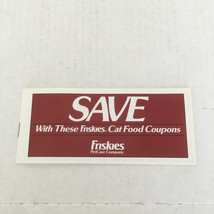 SAVE
With These Friskies. Cat Food Coupons
Friskies
PetCare Company